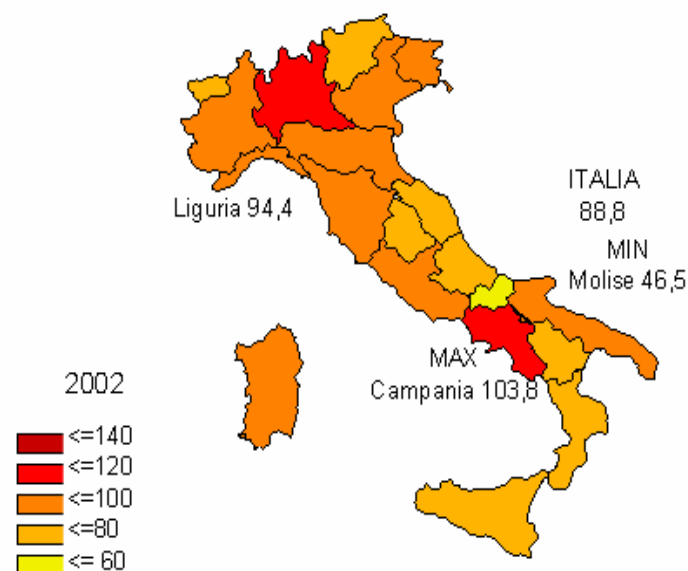 ITALIA
88,8
Liguria 94,4
MIN
Molise 46,5
MAX
Campania 103,8
2002
<=140
<=120
<=100
<=80
<= 60